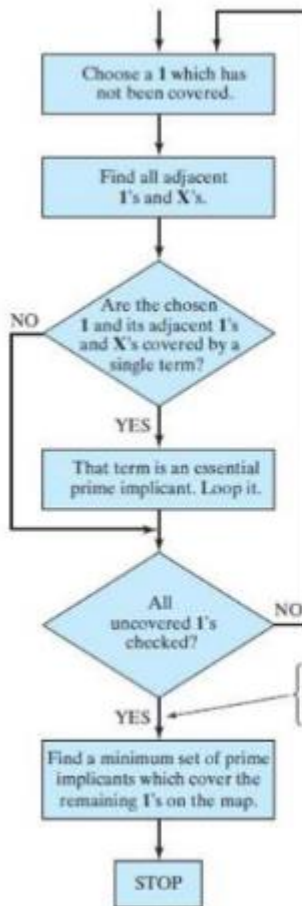 Choose a 1 which has
not been covered.
Find all adjacent
1's and X's.
Are the chosen
1 and its adjacent 1's
and X's covered by a
single term?
NO
YES
That term is an essential
prime implicant. Loop it.
All
uncovered 1's
checked?
NO
YES
Find a minimum set of prime
implicants which cover the
remaining 1's on the map.
STOP